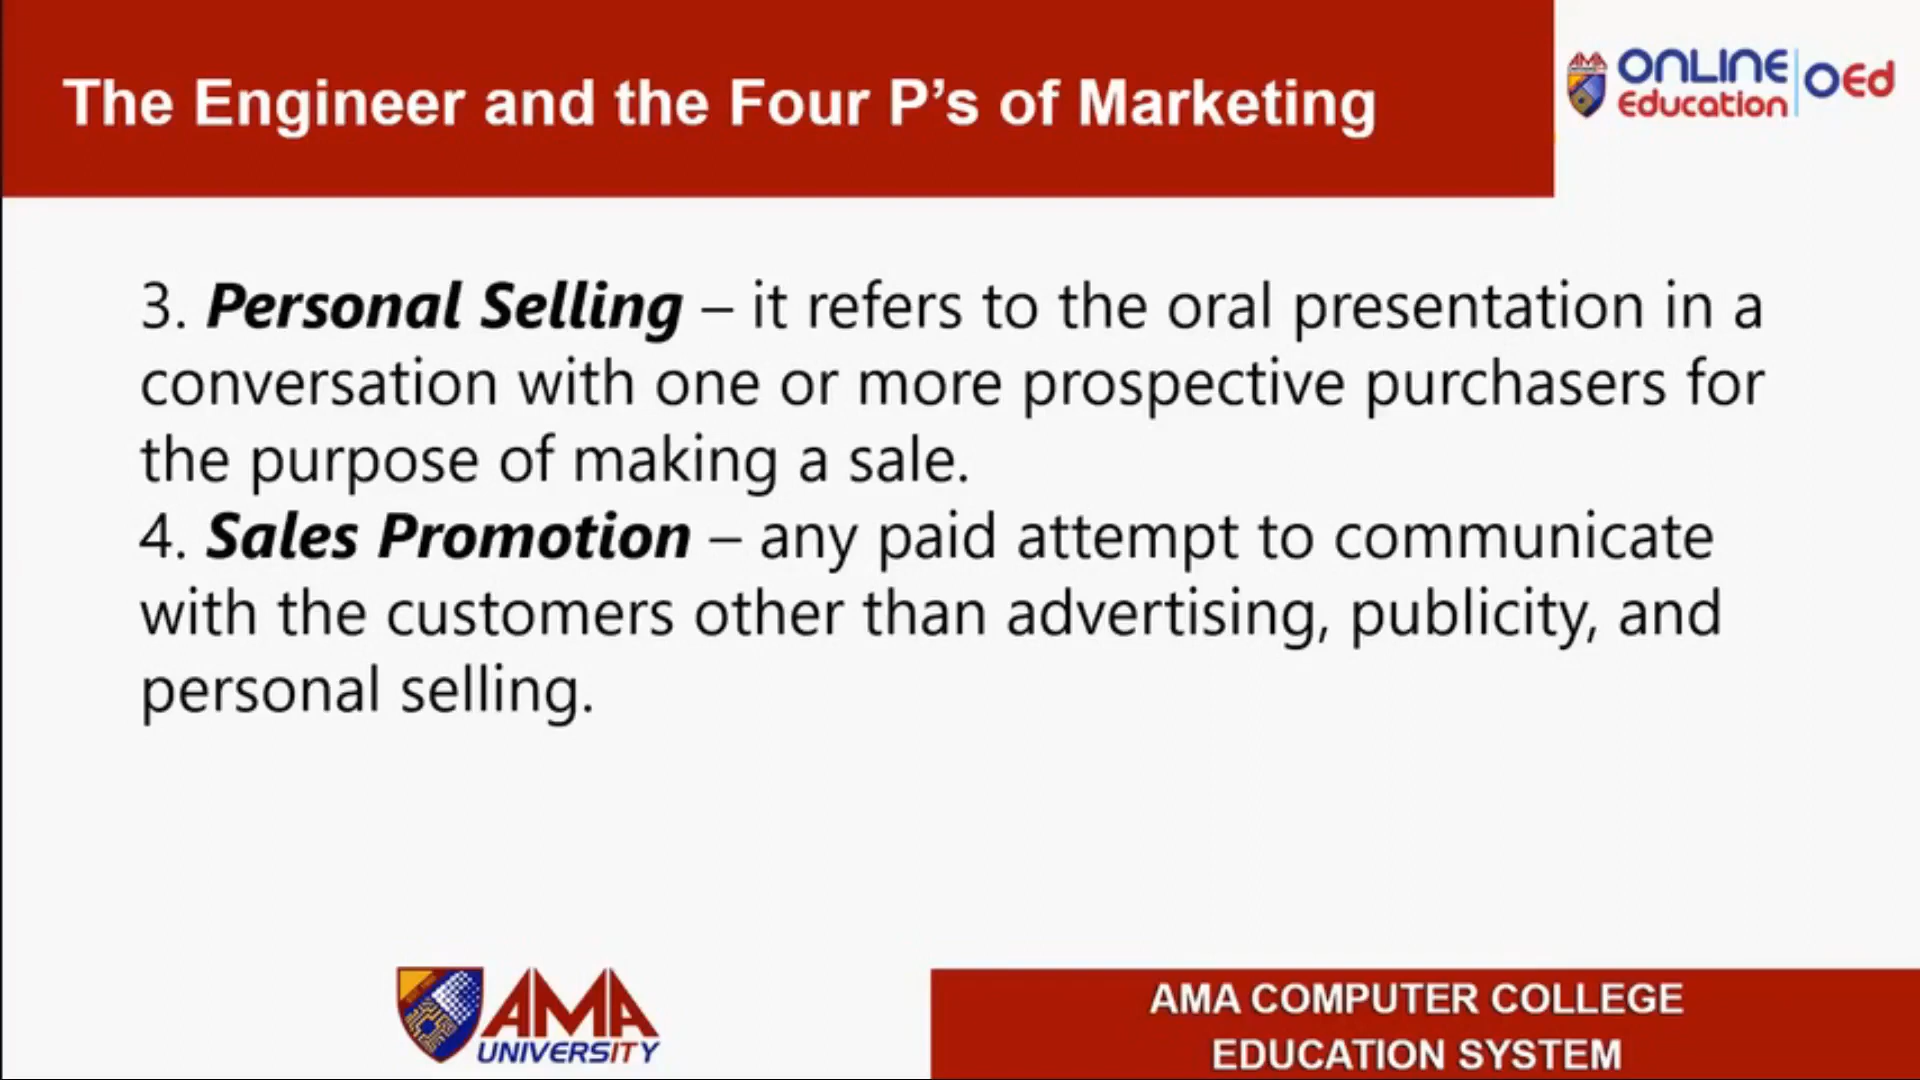 The Engineer and the Four P’s of Marketing
AMA
ONLINE
Education
OEd
3. Personal Selling – it refers to the oral presentation in a
conversation with one or more prospective purchasers for
the purpose of making a sale.
4. Sales Promotion – any paid attempt to communicate
with the customers other than advertising, publicity, and
personal selling.
AMA
UNIVERSITY
AMA COMPUTER COLLEGE
EDUCATION SYSTEM